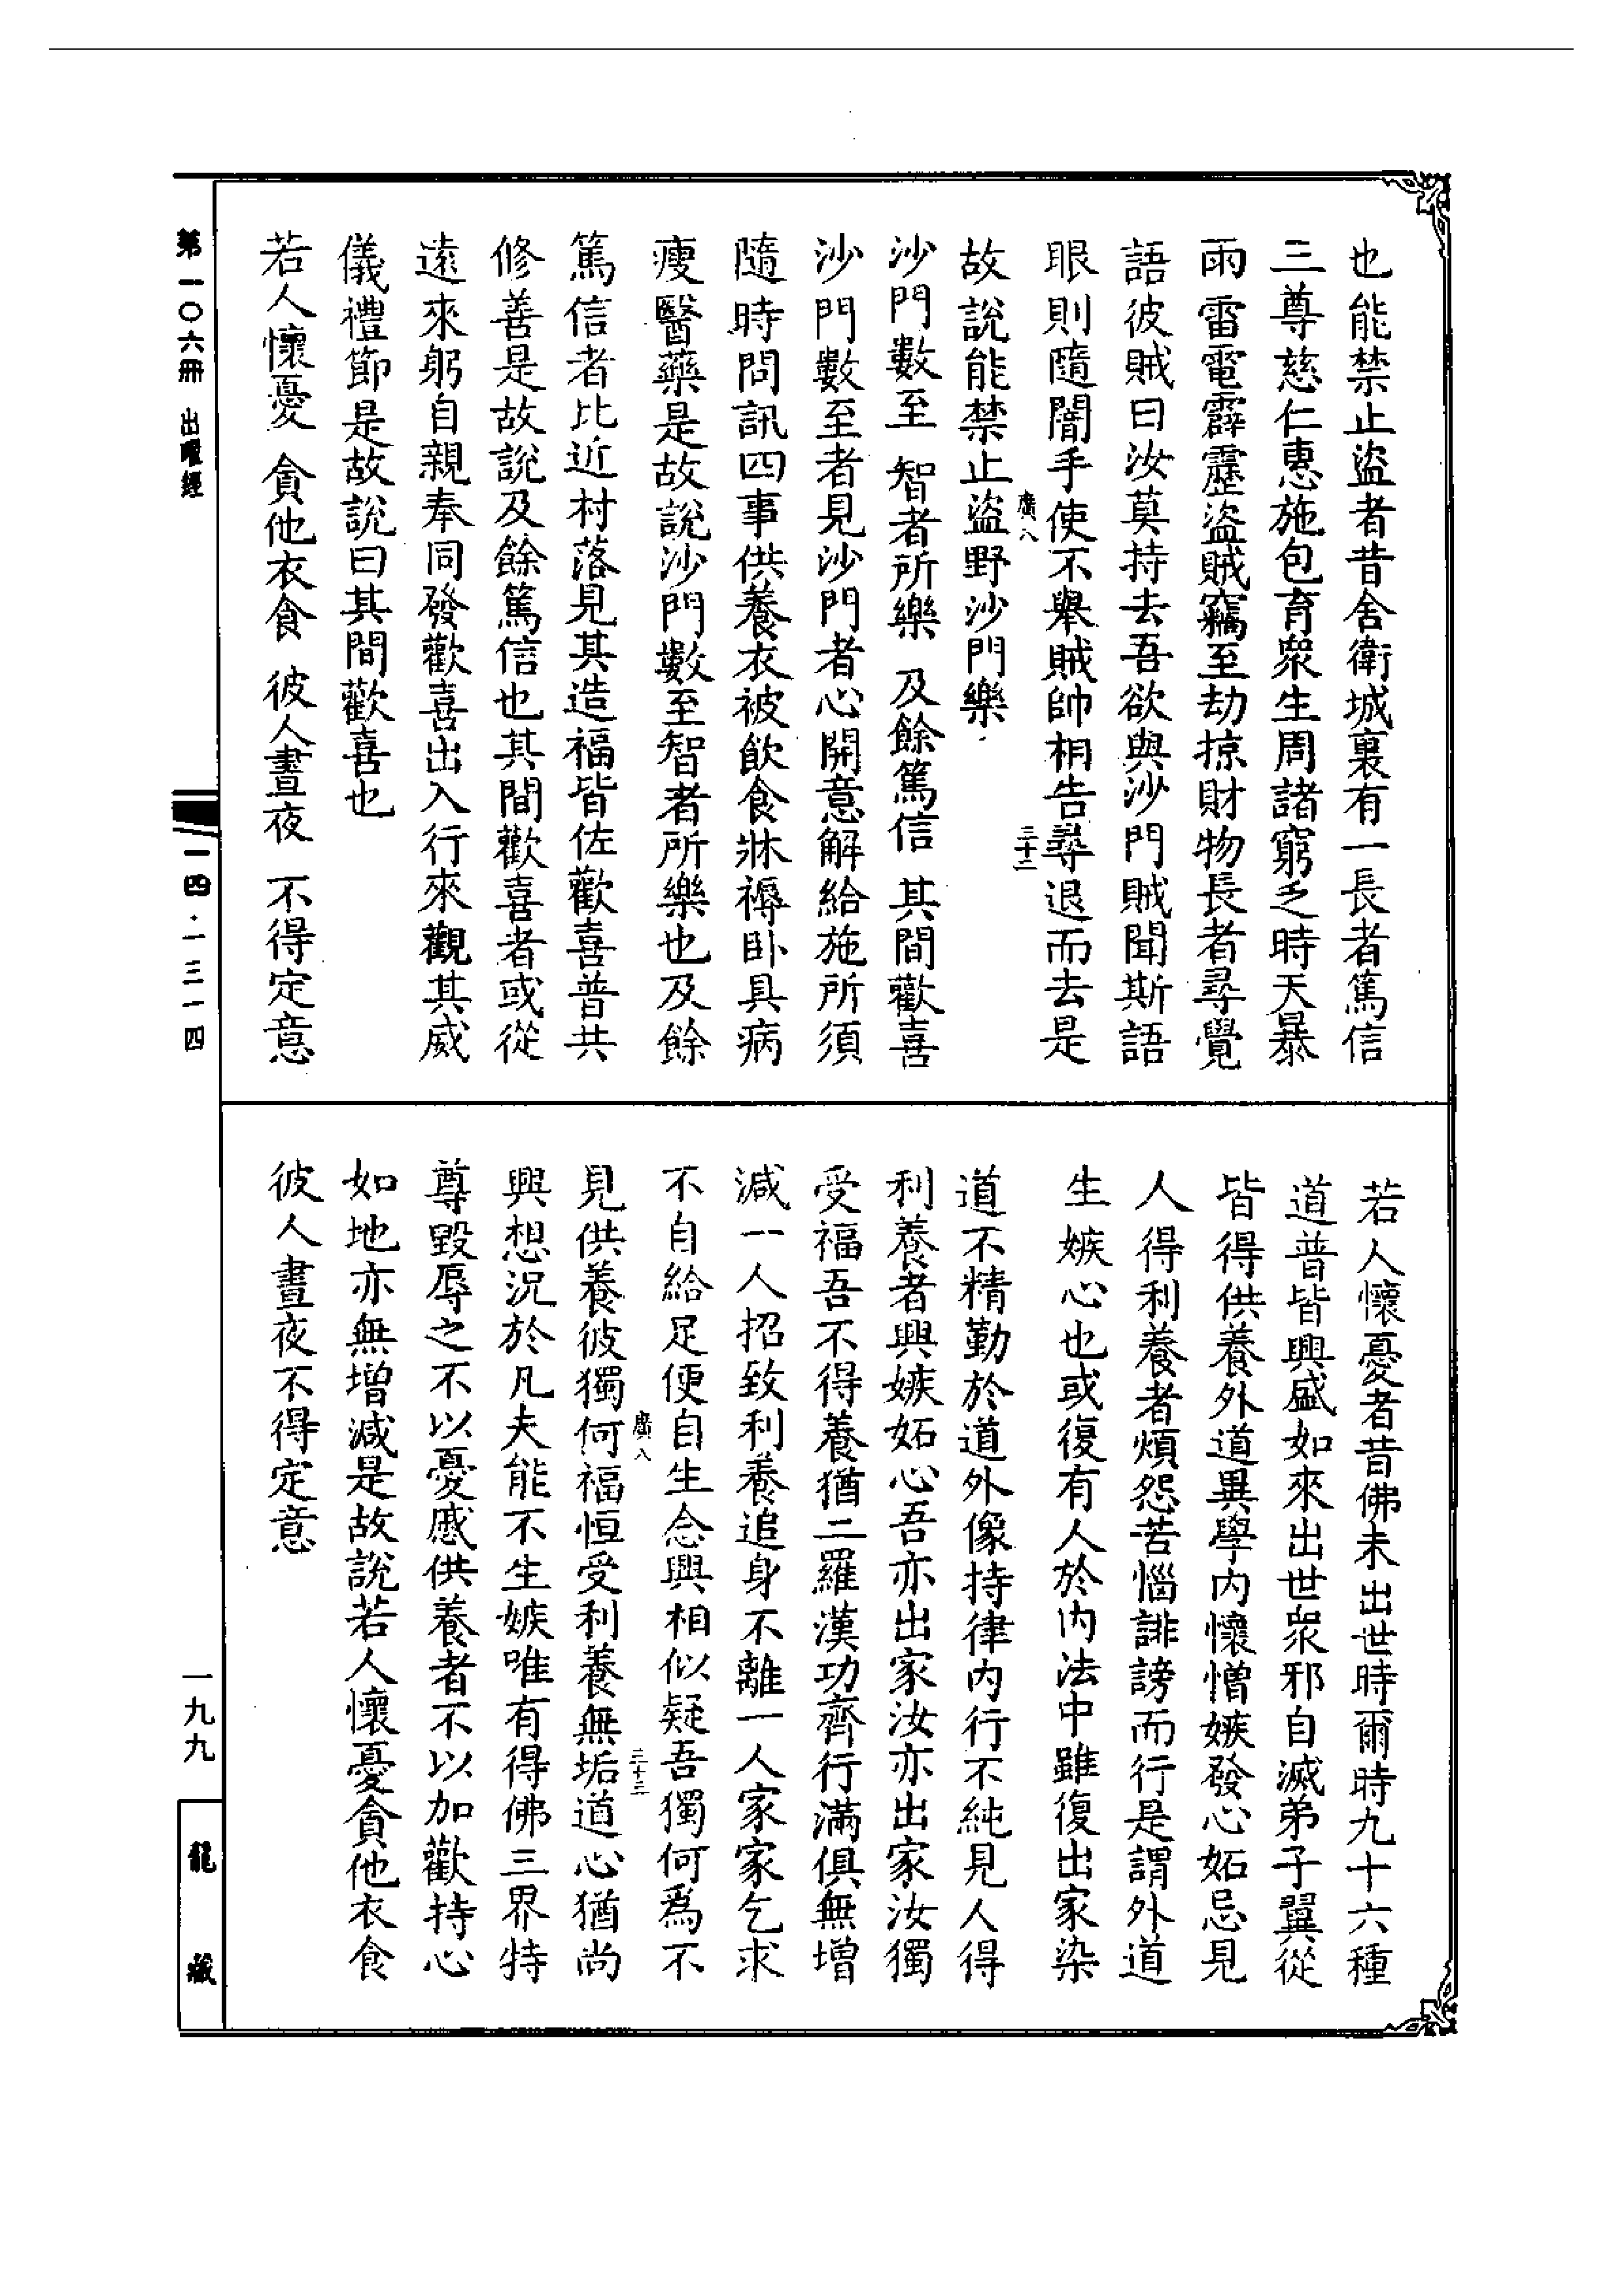 也能禁止盜者昔舍衛城裏有一長者篤信
三尊慈仁惠施包育衆生周諸窮乏時天暴
雨雷電霹靂盜賊竊至劫掠財物長者尋覺
語彼賊曰汝莫持去吾欲與沙門賊聞斯語
眼則隨闇手使不舉賊帥相告尋退而去是
廣八
三十二
故說能禁止盜野沙門樂
沙門數至 智者所樂 及餘篤信 其間歡喜
沙門數至者見沙門者心開意解給施所須
隨時問訊四事供養衣被飲食牀褥卧具病
瘦醫藥是故說沙門數至智者所樂也及餘
篤信者比近村落見其造福皆佐歡喜普共
修善是故說及餘篤信也其間歡喜者或從
遠來躬自親奉同發歡喜出入行來觀其威
儀禮節是故說曰其間歡喜也
若人懷憂 貪他衣食 彼人晝夜 不得定意
若人懷憂者昔佛未出世時爾時九十六種
道普皆興盛如來出世衆邪自滅弟子翼從
皆得供養外道異學內懷憎嫉發心妬忌見
人得利養者煩怨苦惱誹謗而行是謂外道
生嫉心也或復有人於內法中雖復出家染
道不精勤於道外像持律內行不純見人得
利養者興嫉妬心吾亦出家汝亦出家汝獨
受福吾不得養猶二羅漢功齊行滿俱無增
減一人招致利養追身不離一人家家乞求
不自給足便自生念興相似疑吾獨何爲不
廣八
三十三
見供養彼獨何福恒受利養無垢道心猶尚
興想況於凡夫能不生嫉唯有得佛三界特
尊毀辱之不以憂慼供養者不以加歡持心
如地亦無增減是故說若人懷憂貪他衣食
彼人晝夜不得定意
第一〇六冊 出曜經
一四·一三一四
一九九
龍藏